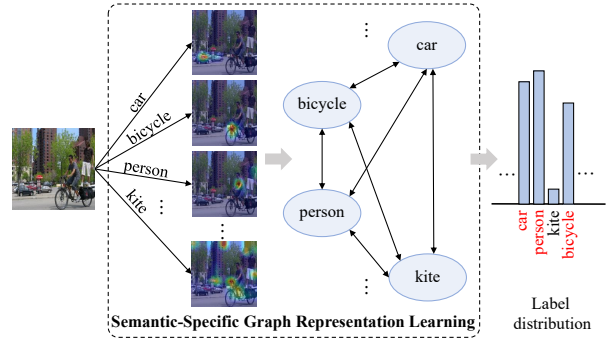 car
bicycle
person
kite
⋮
⋮
⋮
car
bicycle
person
kite
⋮
Semantic-Specific Graph Representation Learning
... ...
car
person
kite
bicycle
Label
distribution